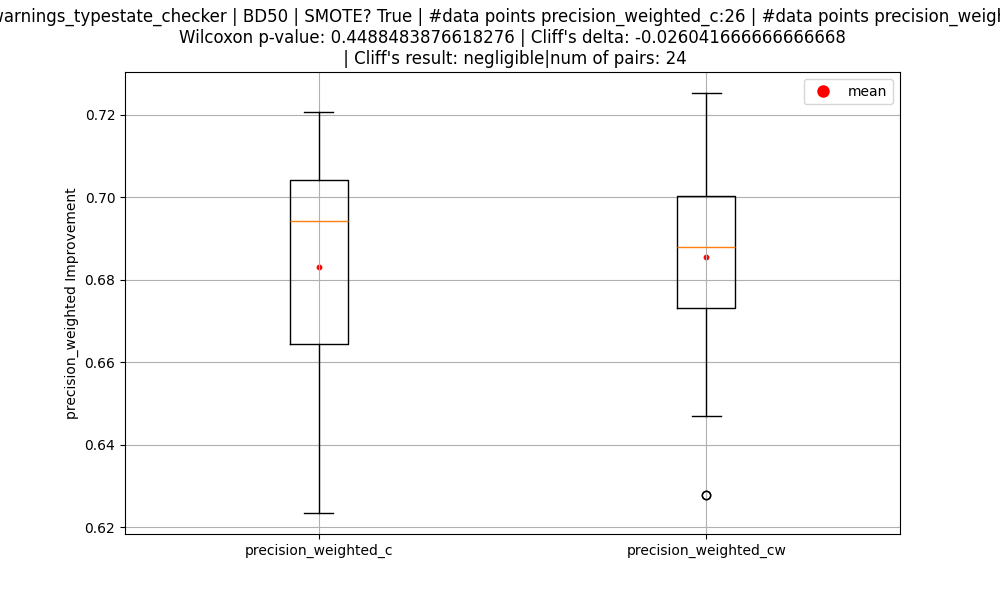 warnings_typestate_checker | BD50 | SMOTE? True | #data points precision_weighted_c:26 | #data points
Wilcoxon p-value: 0.4488483876618276 | Cliff's delta: -0.026041666666666668
| Cliff's result: negligible|num of pairs: 24
mean
0.72
0.70
0.68
0.66
0.64
0.62
precision_weighted Improvement
precision_weighted_c
precision_weighted_cw